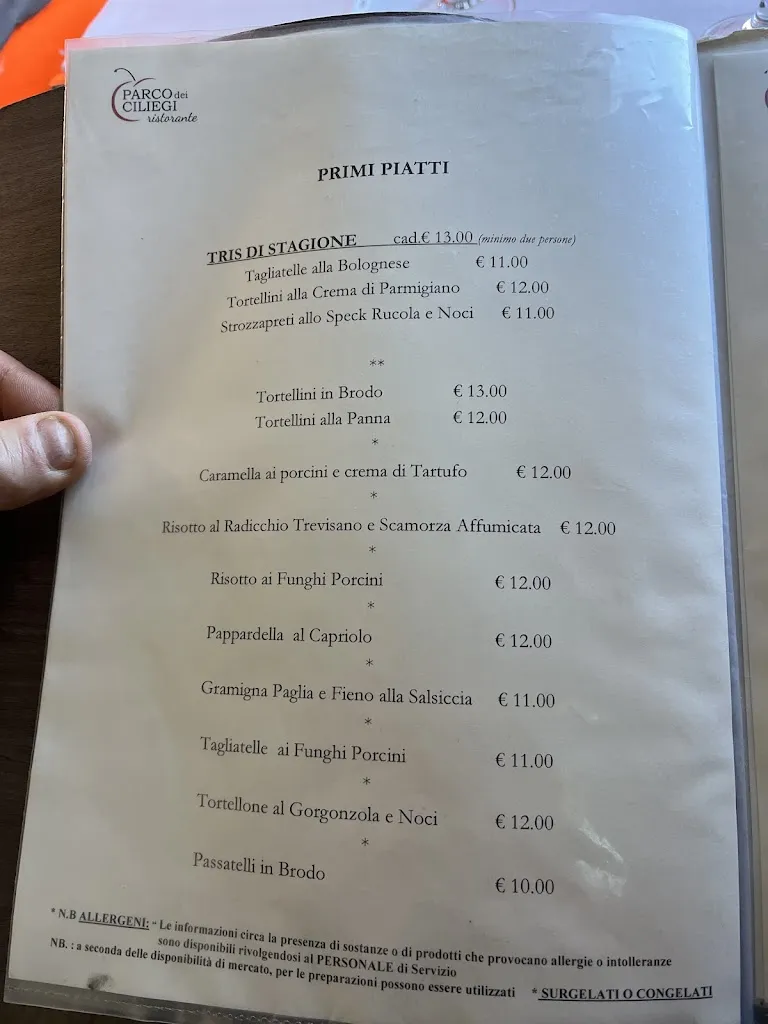 PARCO dei
CILIEGI
ristorante
PRIMI PIATTI
TRIS DI STAGIONE cad.€ 13.00 (minimo due persone)
Tagliatelle alla Bolognese € 11.00
Tortellini alla Crema di Parmigiano € 12.00
Strozzapreti allo Speck Rucola e Noci € 11.00
**
Tortellini in Brodo € 13.00
Tortellini alla Panna € 12.00
*
Caramella ai porcini e crema di Tartufo € 12.00
*
Risotto al Radicchio Trevisano e Scamorza Affumicata € 12.00
*
Risotto ai Funghi Porcini € 12.00
*
Pappardella al Capriolo € 12.00
*
Gramigna Paglia e Fieno alla Salsiccia € 11.00
*
Tagliatelle ai Funghi Porcini € 11.00
*
Tortellone al Gorgonzola e Noci € 12.00
*
Passatelli in Brodo € 10.00
* N.B ALLERGENI: " Le informazioni circa la presenza di sostanze o di prodotti che provocano allergie o intolleranze
sono disponibili rivolgendosi al PERSONALE di Servizio
NB. : a seconda delle disponibilità di mercato, per le preparazioni possono essere utilizzati * SURGELATI O CONGELATI